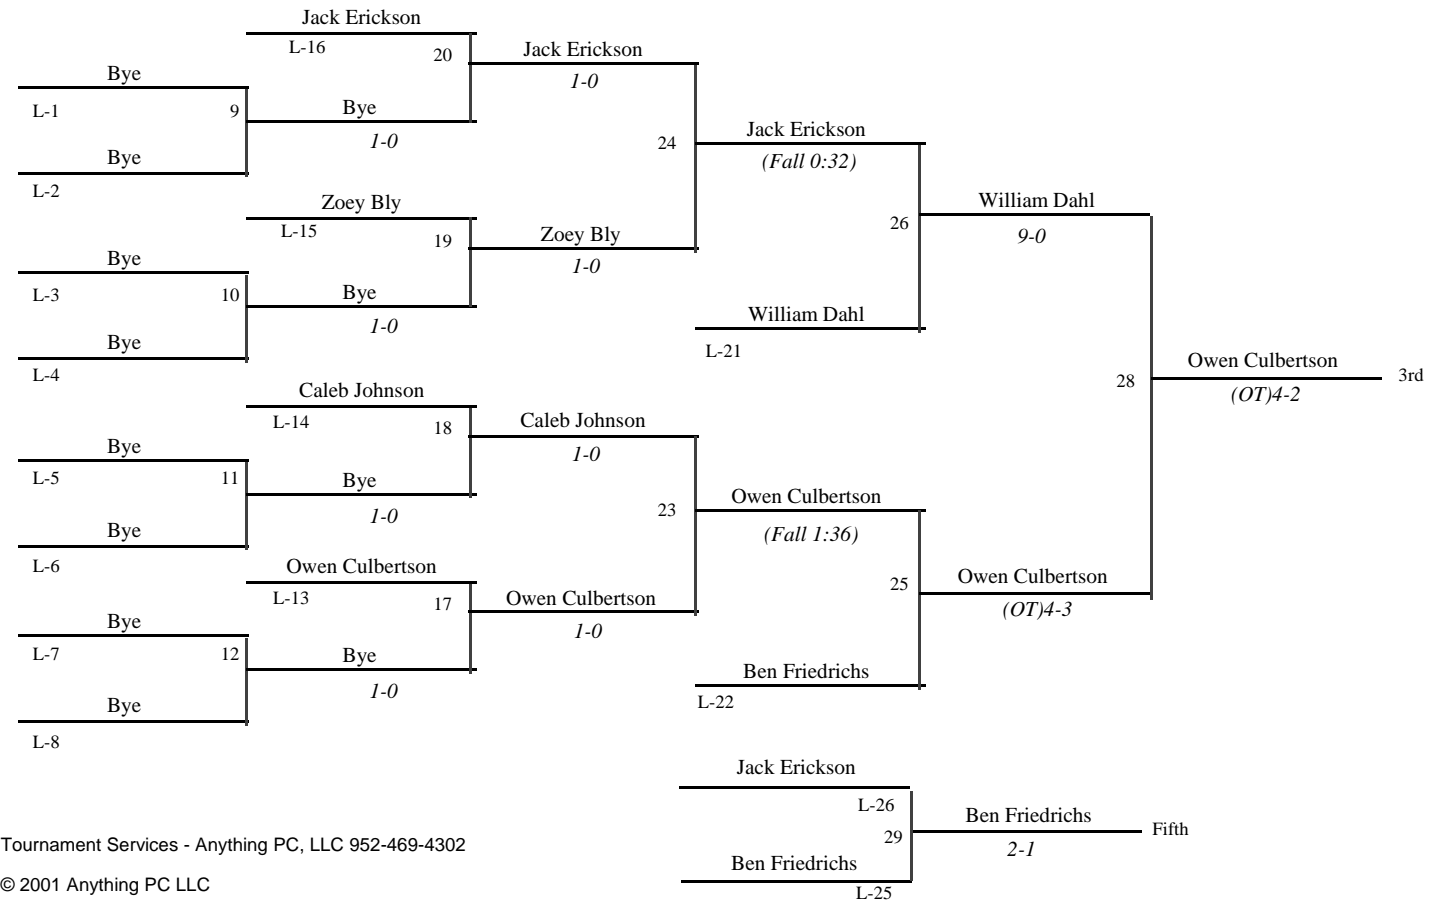 Jack Erickson
L-16
20
Jack Erickson
1-0
Bye
L-1
9
Bye
1-0
Bye
L-2
24
Jack Erickson
(Fall 0:32)
Zoey Bly
L-15
19
Zoey Bly
1-0
Bye
L-3
10
Bye
1-0
Bye
L-4
26
William Dahl
9-0
William Dahl
L-21
28
Owen Culbertson
(OT)4-2
3rd
Caleb Johnson
L-14
18
Caleb Johnson
1-0
Bye
L-5
11
Bye
1-0
Bye
L-6
23
Owen Culbertson
(Fall 1:36)
Owen Culbertson
L-13
17
Owen Culbertson
1-0
25
Owen Culbertson
(OT)4-3
Bye
L-7
12
Bye
1-0
Bye
L-8
Ben Friedrichs
L-22
Jack Erickson
L-26
29
Ben Friedrichs
2-1
Fifth
Ben Friedrichs
L-25
Tournament Services - Anything PC, LLC 952-469-4302
© 2001 Anything PC LLC